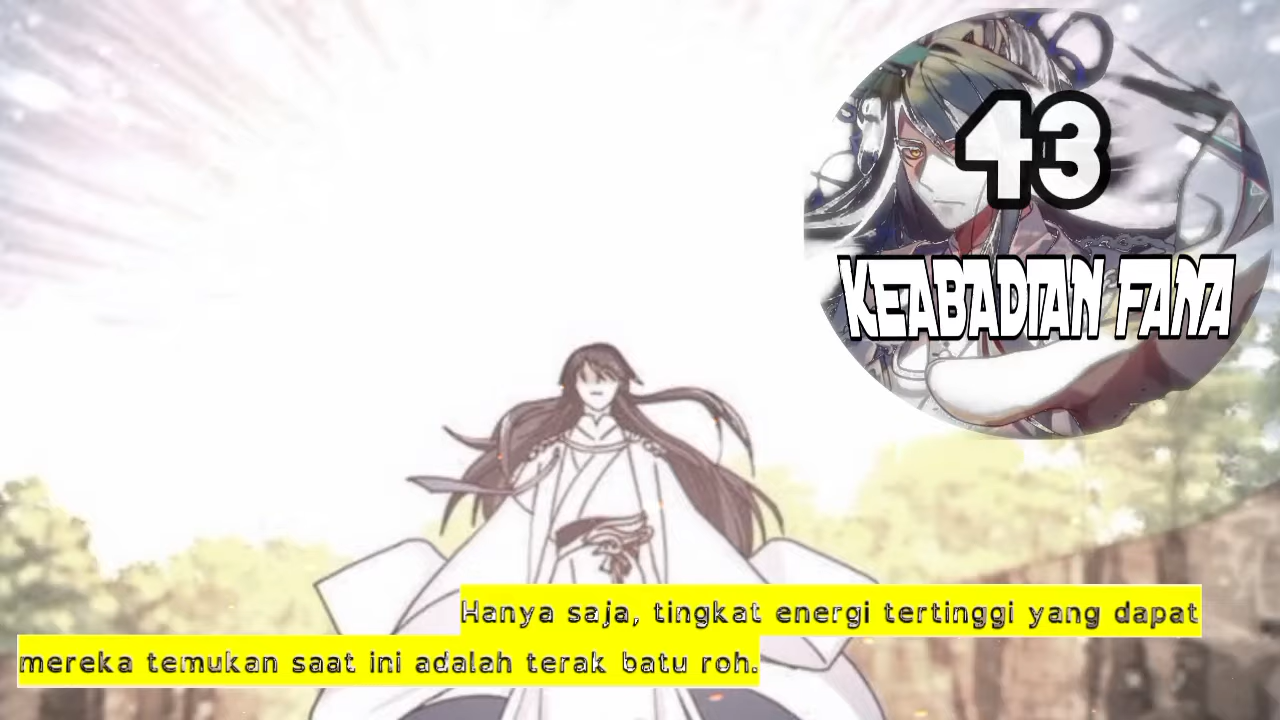 43
KEABADIAN FANA
Hanya saja, tingkat energi tertinggi yang dapat
mereka temukan saat ini adalah terak batu roh.